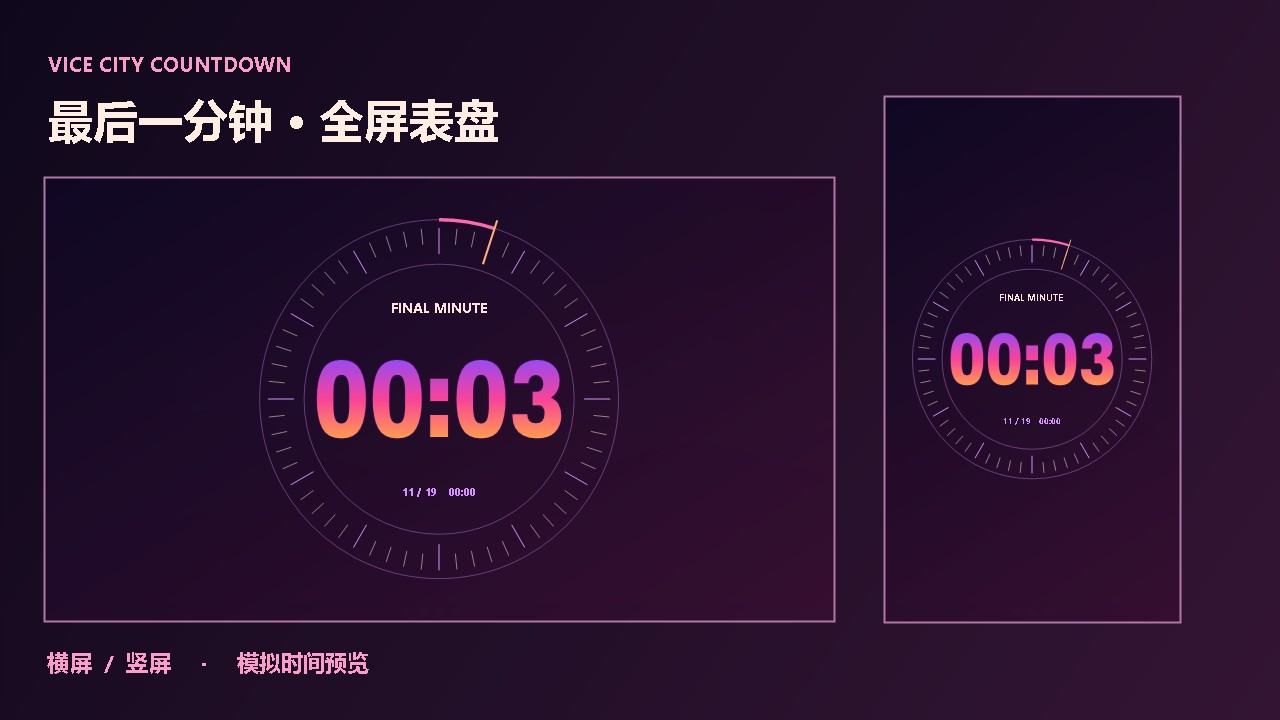 VICE CITY COUNTDOWN
最后一分钟・全屏表盘
FINAL MINUTE
00:03
11 / 19 00:00
FINAL MINUTE
00:03
11 / 19 00:00
横屏 / 竖屏 · 模拟时间预览